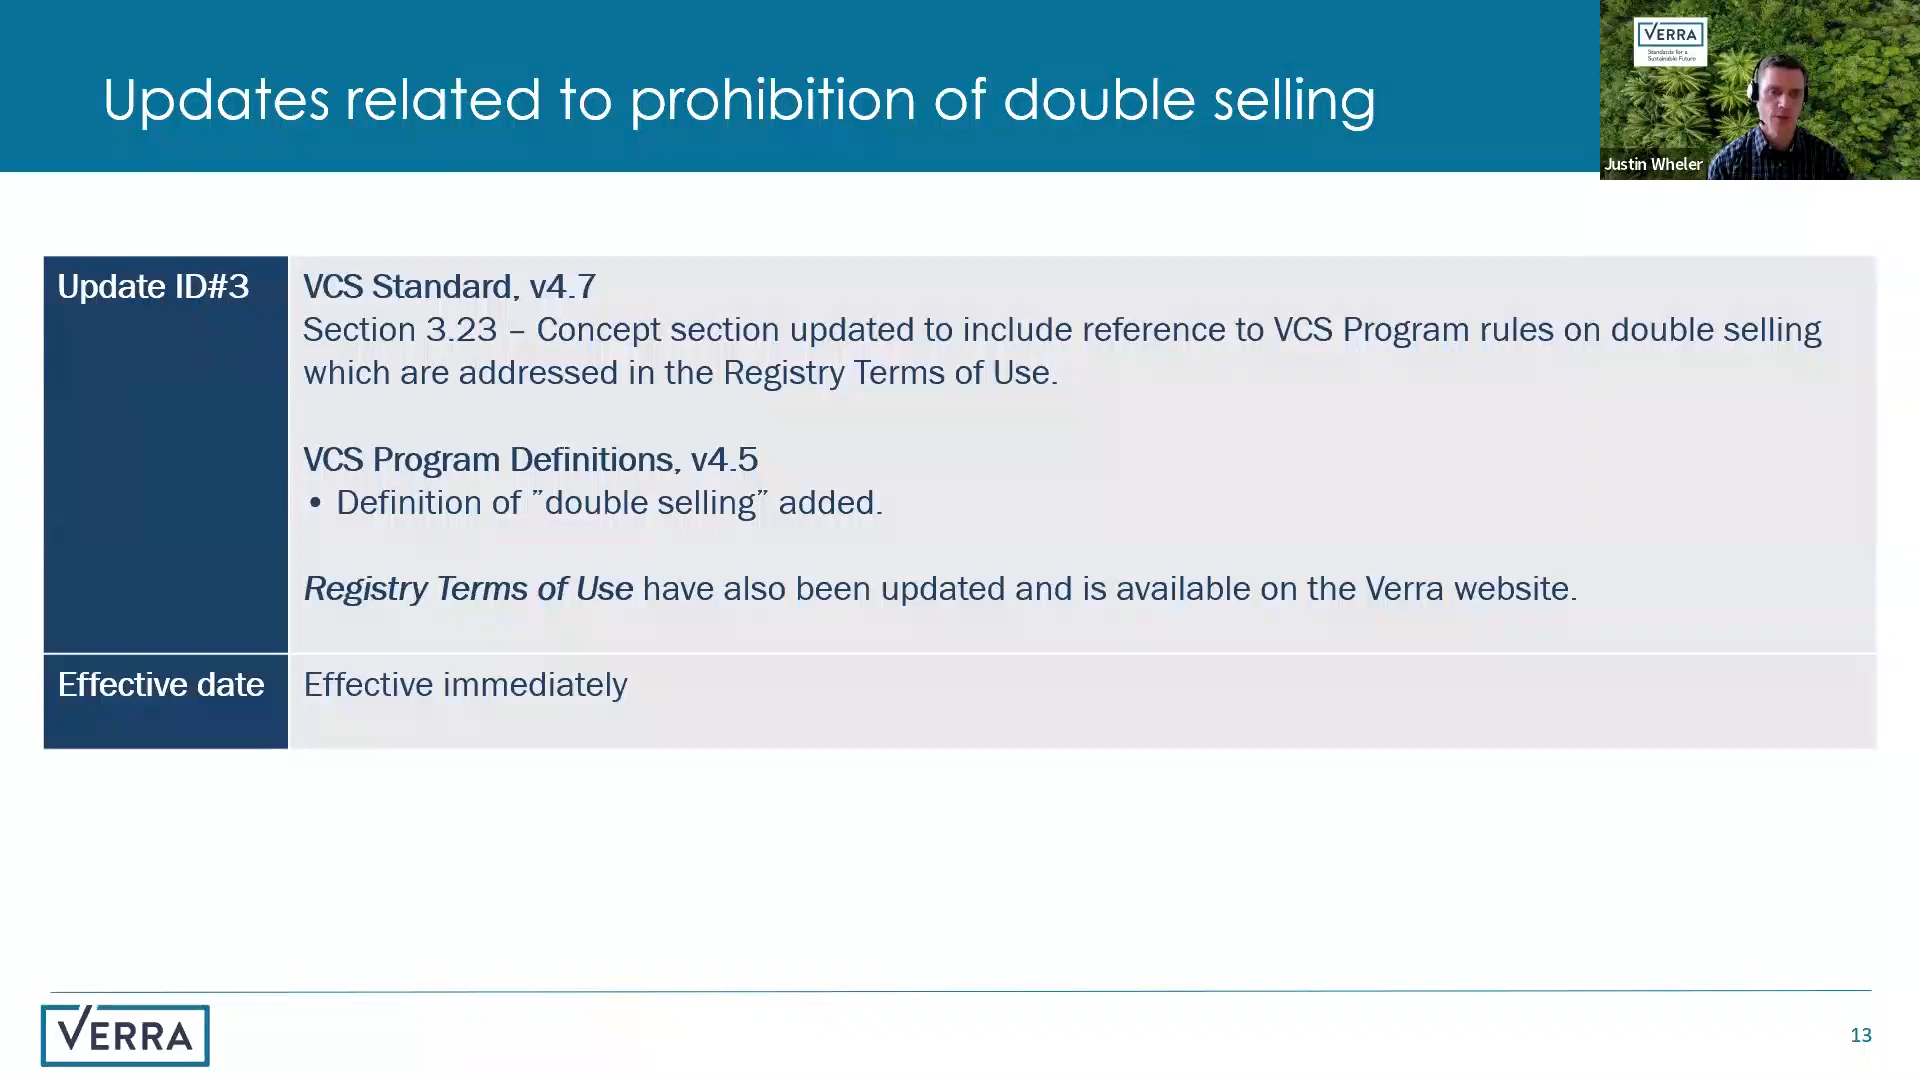 Updates related to prohibition of double selling
VERRA
Standards for a
Sustainable Future
Justin Wheler
Update ID#3
VCS Standard, v4.7
Section 3.23 – Concept section updated to include reference to VCS Program rules on double selling
which are addressed in the Registry Terms of Use.
VCS Program Definitions, v4.5
• Definition of ”double selling” added.
Registry Terms of Use have also been updated and is available on the Verra website.
Effective date
Effective immediately
VERRA
13